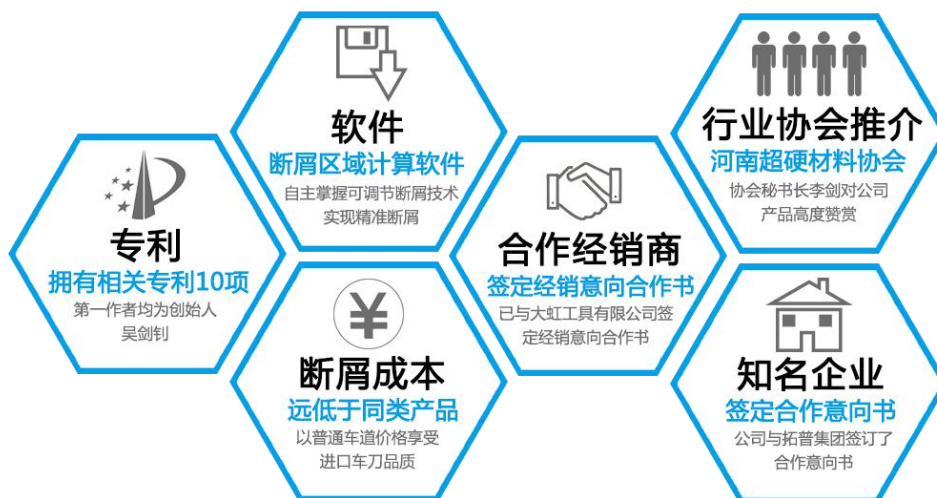 专利
拥有相关专利10项
第一作者均为创始人
吴剑钊
软件
断屑区域计算软件
自主掌握可调节断屑技术
实现精准断屑
¥
断屑成本
远低于同类产品
以普通车道价格享受
进口车刀品质
合作经销商
签定经销意向合作书
已与大虹工具有限公司签
定经销意向合作书
行业协会推介
河南超硬材料协会
协会秘书长李剑对公司
产品高度赞赏
知名企业
签定合作意向书
公司与拓普集团签订了
合作意向书